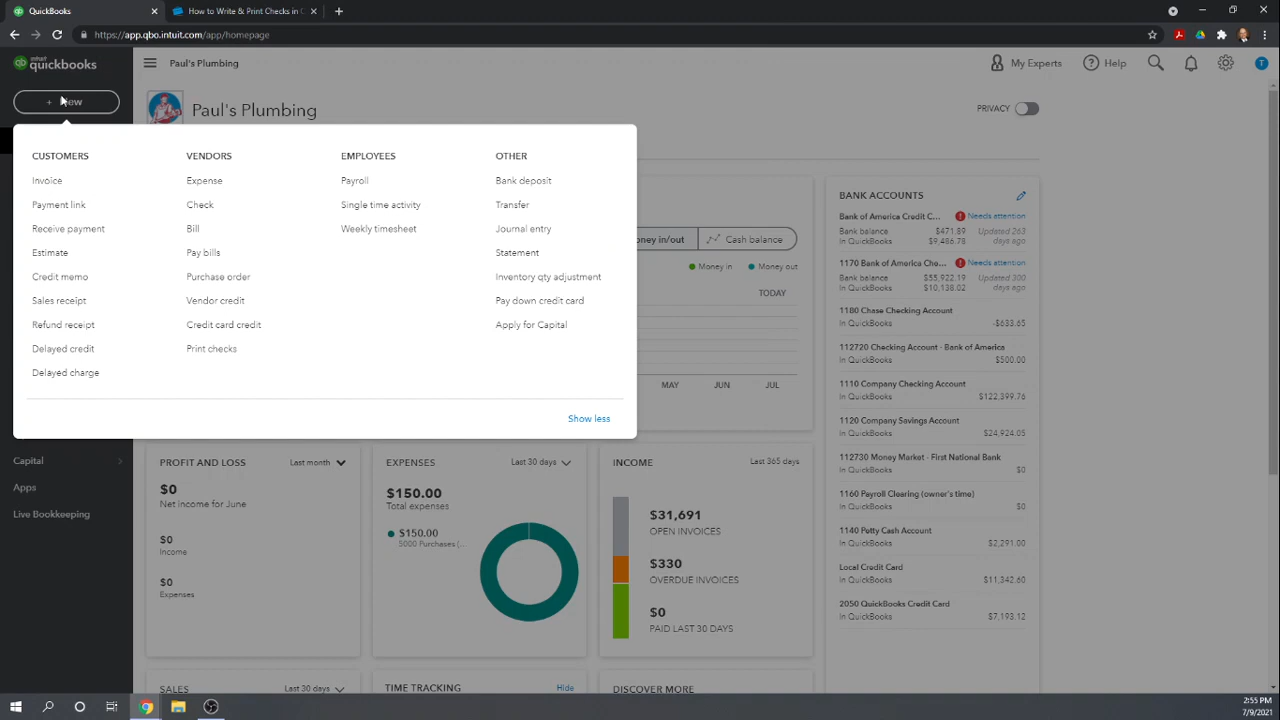 QuickBooks
How to Write & Print Checks in C
https://app.qbo.intuit.com/app/homepage
intuit
quickbooks
Paul's Plumbing
My Experts
Help
T
+ New
Paul's Plumbing
PRIVACY
CUSTOMERS
Invoice
Payment link
Receive payment
Estimate
Credit memo
Sales receipt
Refund receipt
Delayed credit
Delayed charge
VENDORS
Expense
Check
Bill
Pay bills
Purchase order
Vendor credit
Credit card credit
Print checks
EMPLOYEES
Payroll
Single time activity
Weekly timesheet
OTHER
Bank deposit
Transfer
Journal entry
Statement
Inventory qty adjustment
Pay down credit card
Apply for Capital
Show less
oney in/out
Cash balance
Money in
Money out
TODAY
MAY JUN JUL
BANK ACCOUNTS
Bank of America Credit C...
Needs attention
Bank balance $471.89 Updated 263
In QuickBooks $9,486.78 days ago
1170 Bank of America Che...
Needs attention
Bank balance $55,922.19 Updated 300
In QuickBooks $10,138.02 days ago
1180 Chase Checking Account
In QuickBooks -$633.65
112720 Checking Account - Bank of America
In QuickBooks $500.00
1110 Company Checking Account
In QuickBooks $122,399.76
1120 Company Savings Account
In QuickBooks $24,924.05
112730 Money Market - First National Bank
In QuickBooks $0
1160 Payroll Clearing (owner's time)
In QuickBooks $0
1140 Petty Cash Account
In QuickBooks $2,291.00
Local Credit Card
In QuickBooks $11,342.60
2050 QuickBooks Credit Card
In QuickBooks $7,193.12
Capital
Apps
Live Bookkeeping
PROFIT AND LOSS
Last month
$0
Net income for June
$0
Income
$0
Expenses
EXPENSES
Last 30 days
$150.00
Total expenses
$150.00
5000 Purchases (...
INCOME
Last 365 days
$31,691
OPEN INVOICES
$330
OVERDUE INVOICES
$0
PAID LAST 30 DAYS
SALES
Last 30 days
TIME TRACKING
Hide
DISCOVER MORE
2:55 PM
7/9/2021